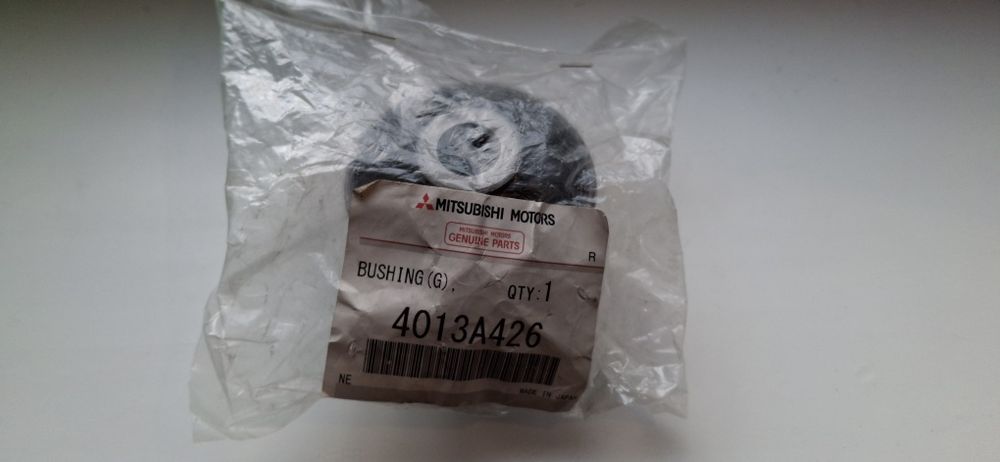 MITSUBISHI MOTORS
MITSUBISHI MOTORS
GENUINE PARTS
R
BUSHING(G), QTY:1
4013A426
NE MADE IN JAPAN